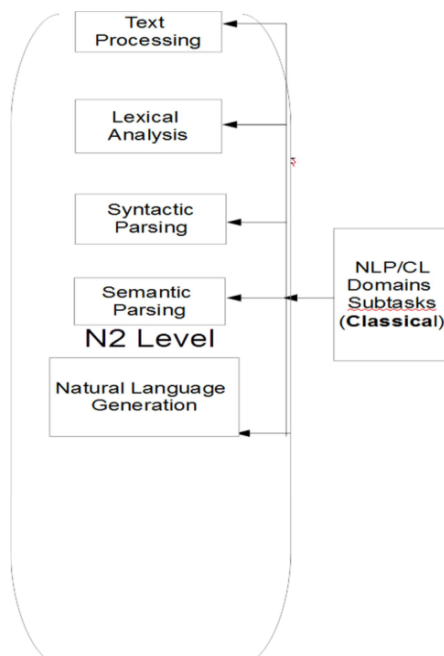 Text
Processing
Lexical
Analysis
Syntactic
Parsing
Semantic
Parsing
N2 Level
Natural Language
Generation
NLP/CL
Domains
Subtasks
(Classical)